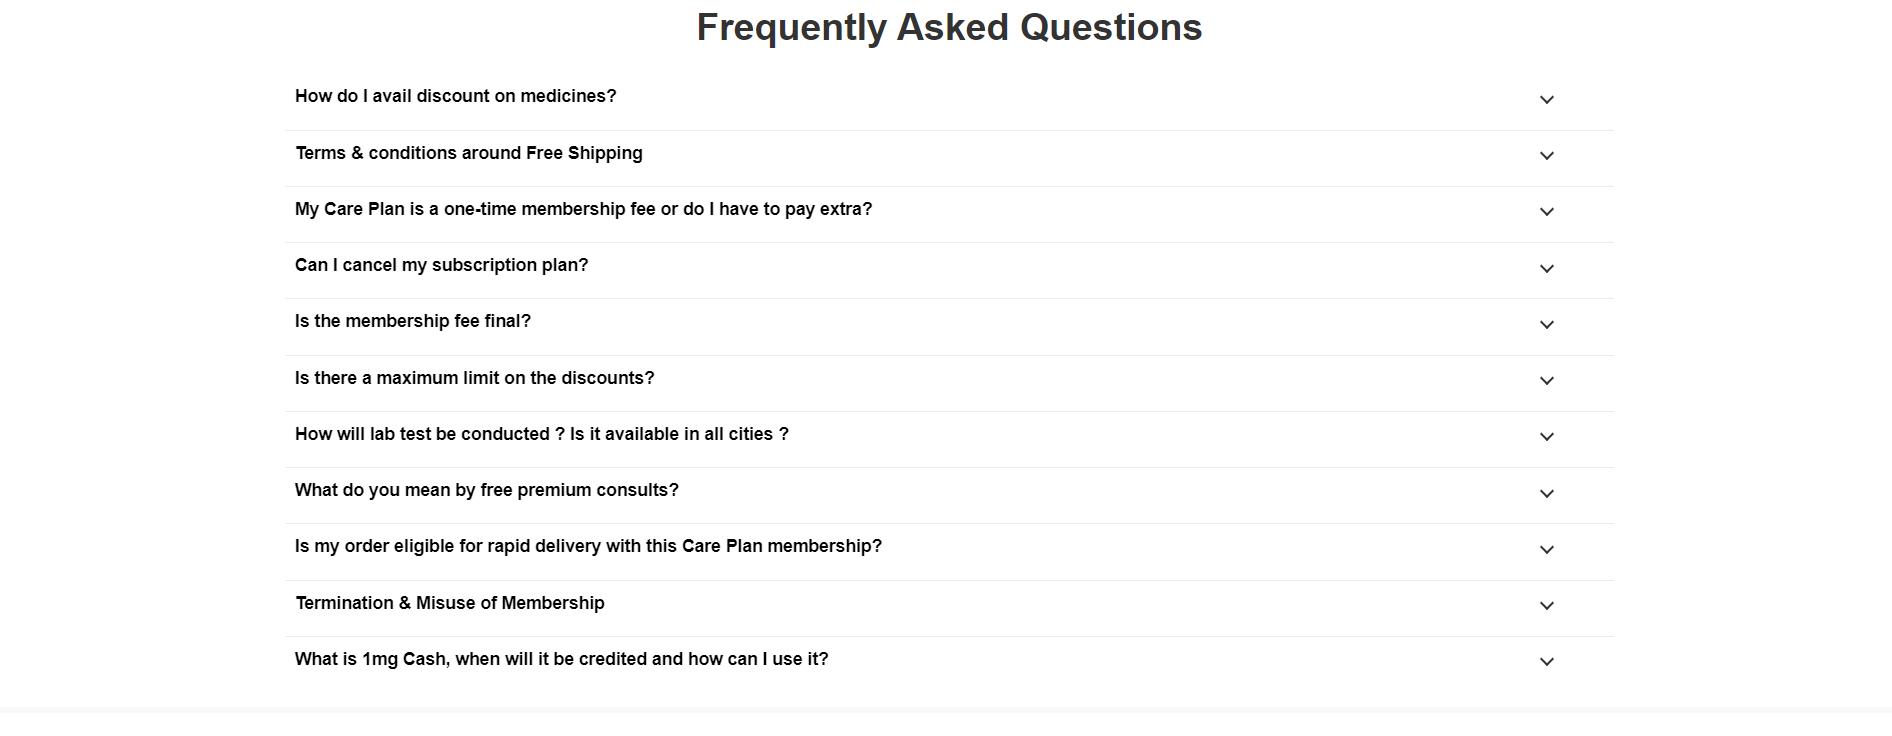 Frequently Asked Questions
How do I avail discount on medicines?
Terms & conditions around Free Shipping
My Care Plan is a one-time membership fee or do I have to pay extra?
Can I cancel my subscription plan?
Is the membership fee final?
Is there a maximum limit on the discounts?
How will lab test be conducted ? Is it available in all cities ?
What do you mean by free premium consults?
Is my order eligible for rapid delivery with this Care Plan membership?
Termination & Misuse of Membership
What is 1mg Cash, when will it be credited and how can I use it?